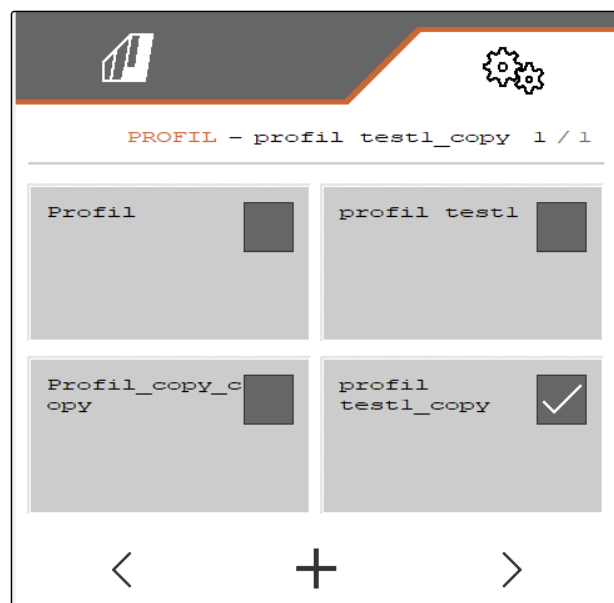 PROFIL – profil test1_copy 1 / 1
Profil
profil test1
Profil_copy_c
opy
profil
test1_copy